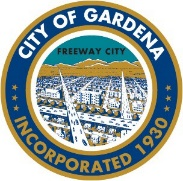 CITY OF GARDENA
FREEWAY CITY
INCORPORATED 1930